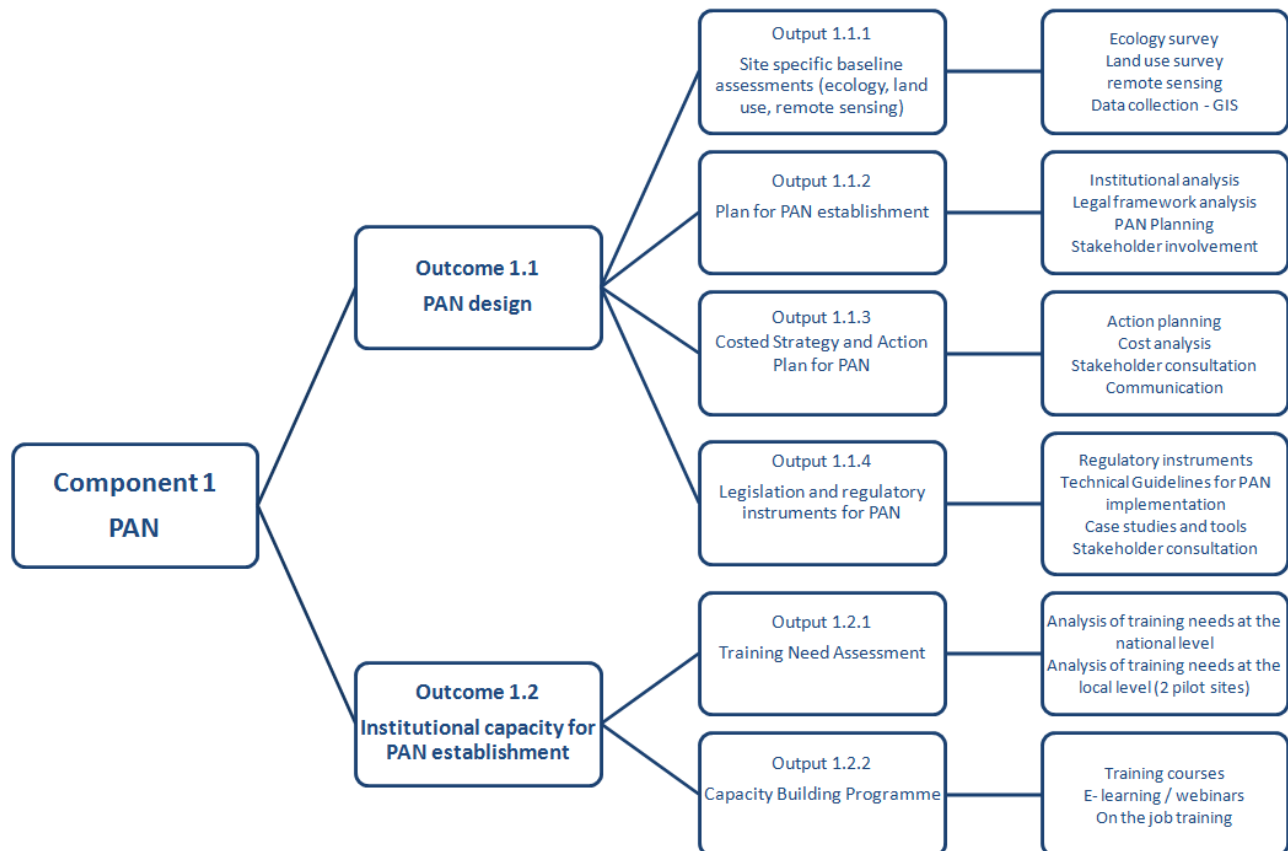 Component 1
PAN
Outcome 1.1
PAN design
Output 1.1.1
Site specific baseline
assessments (ecology, land
use, remote sensing)
Ecology survey
Land use survey
remote sensing
Data collection - GIS
Output 1.1.2
Plan for PAN establishment
Institutional analysis
Legal framework analysis
PAN Planning
Stakeholder involvement
Output 1.1.3
Costed Strategy and Action
Plan for PAN
Action planning
Cost analysis
Stakeholder consultation
Communication
Output 1.1.4
Legislation and regulatory
instruments for PAN
Regulatory instruments
Technical Guidelines for PAN
implementation
Case studies and tools
Stakeholder consultation
Outcome 1.2
Institutional capacity for
PAN establishment
Output 1.2.1
Training Need Assessment
Analysis of training needs at the
national level
Analysis of training needs at the
local level (2 pilot sites)
Output 1.2.2
Capacity Building Programme
Training courses
E- learning / webinars
On the job training